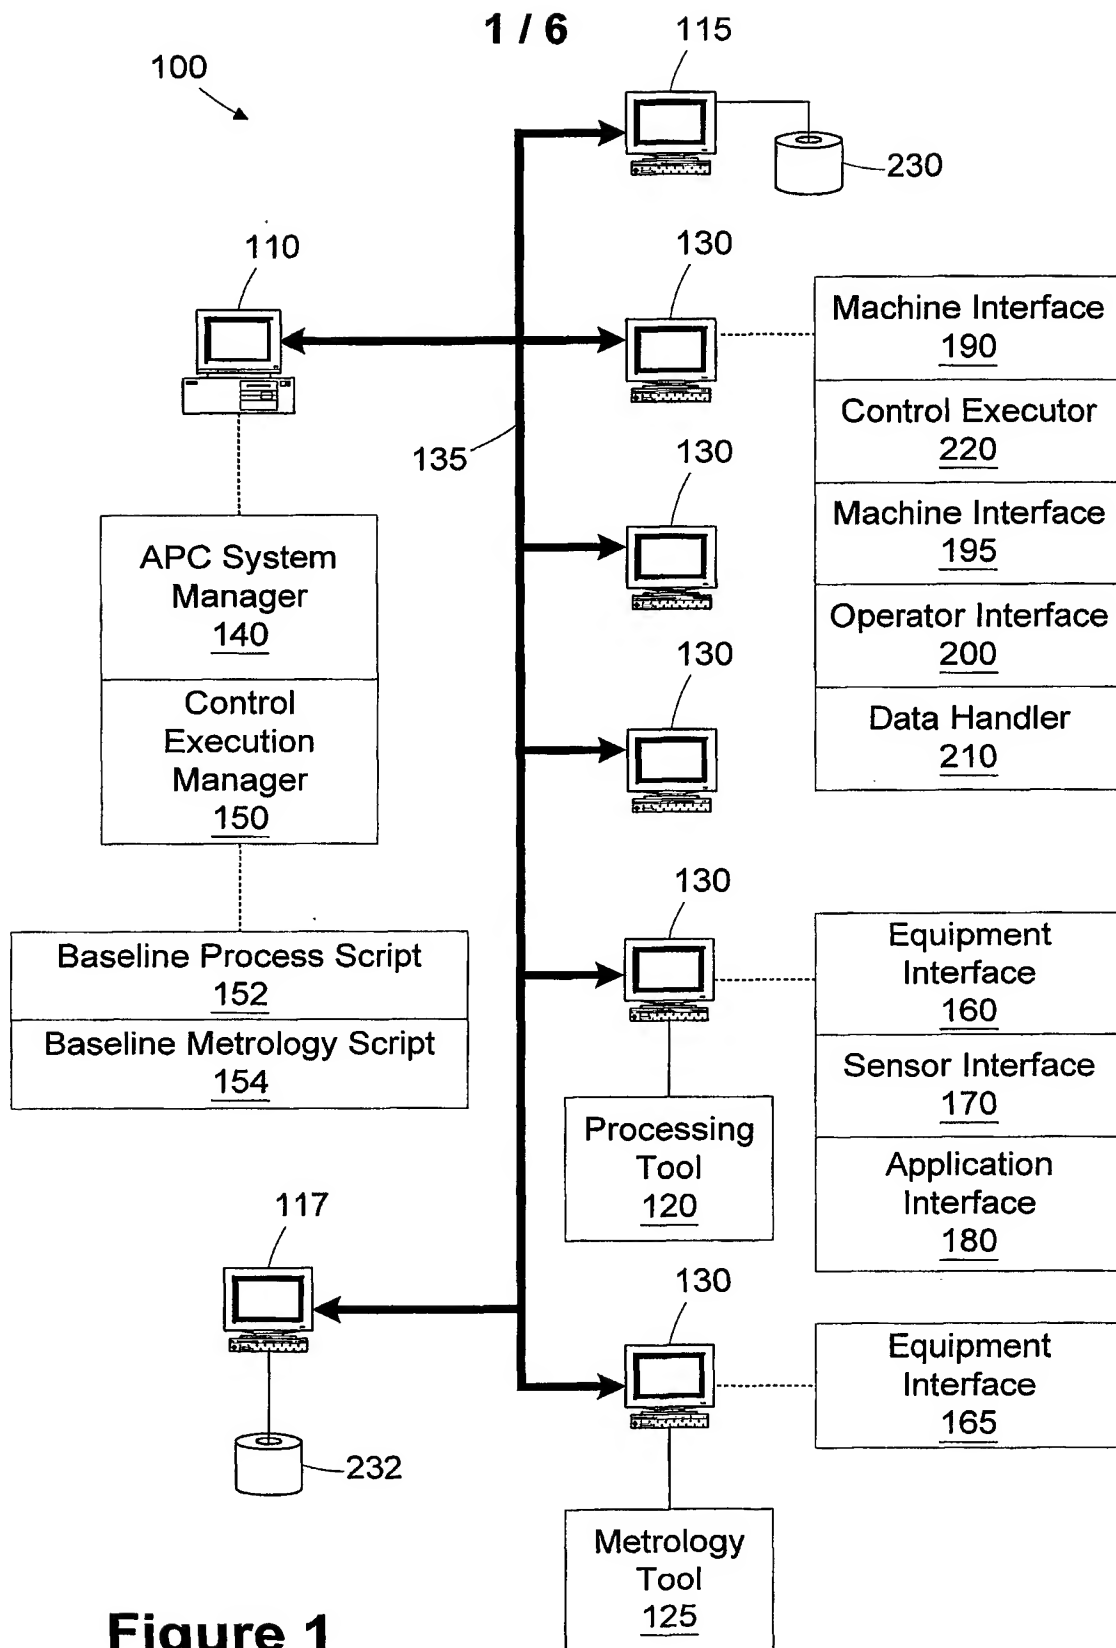 1 / 6
115
100
230
110
130
Machine Interface
190
Control Executor
220
135
130
Machine Interface
195
APC System
Manager
140
Operator Interface
200
130
Control
Execution
Manager
150
Data Handler
210
130
Baseline Process Script
152
Equipment
Interface
160
Baseline Metrology Script
154
Sensor Interface
170
Processing
Tool
120
Application
Interface
180
117
130
Equipment
Interface
165
232
Metrology
Tool
125
Figure 1